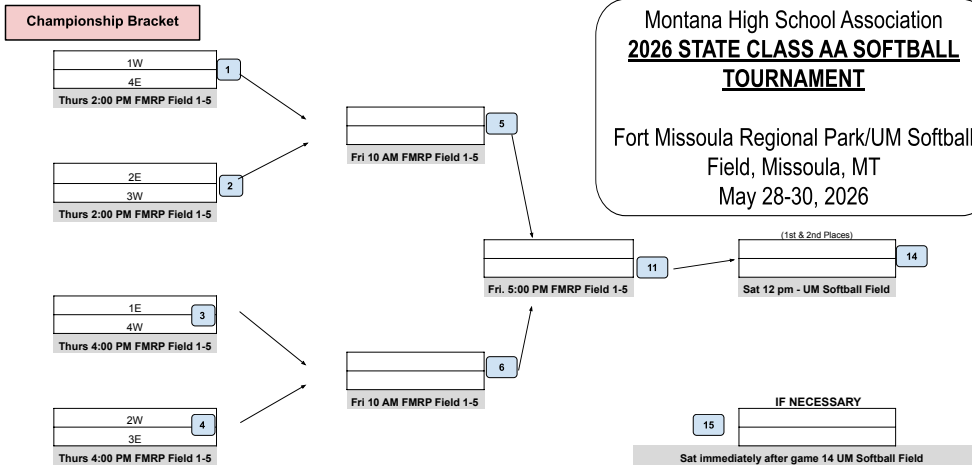 Championship Bracket
Montana High School Association
2026 STATE CLASS AA SOFTBALL
TOURNAMENT
Fort Missoula Regional Park/UM Softball
Field, Missoula, MT
May 28-30, 2026
1W
1
4E
Thurs 2:00 PM FMRP Field 1-5
5
Fri 10 AM FMRP Field 1-5
2E
2
3W
Thurs 2:00 PM FMRP Field 1-5
(1st & 2nd Places)
11
14
Fri. 5:00 PM FMRP Field 1-5
Sat 12 pm - UM Softball Field
1E
3
4W
Thurs 4:00 PM FMRP Field 1-5
6
Fri 10 AM FMRP Field 1-5
2W
4
3E
Thurs 4:00 PM FMRP Field 1-5
IF NECESSARY
15
Sat immediately after game 14 UM Softball Field